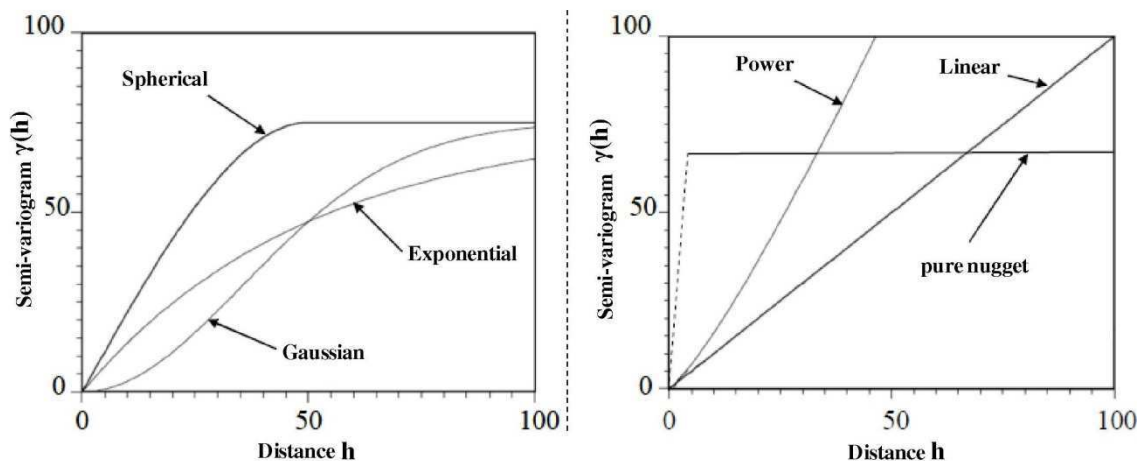 100
Spherical
Semi-variogram γ(h)
50
Exponential
Gaussian
0
0
50
100
Distance h
100
Power
Linear
Semi-variogram γ(h)
50
pure nugget
0
0
50
100
Distance h